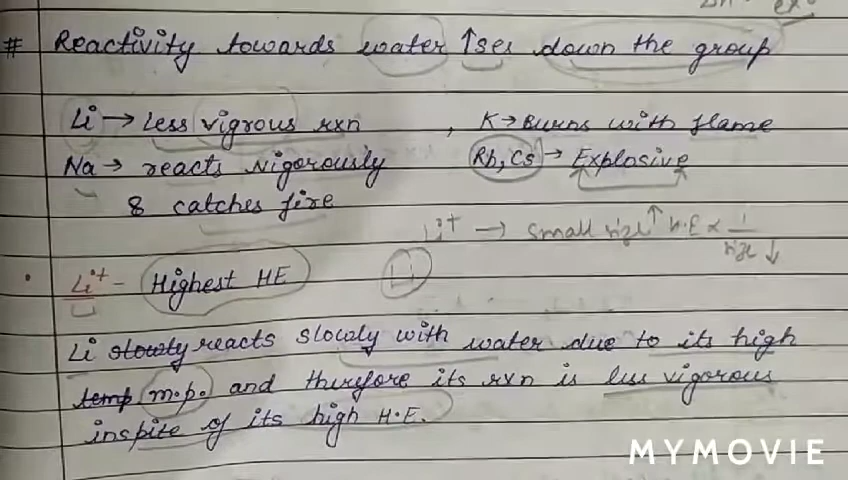 # Reactivity towards water ↑ses down the group
Li → Less vigrous rxn , K → Burns with flame
Na → reacts vigorously Rb, Cs → Explosive
& catches fire
Li+ → small size ↑ H.E ∝ 1/size ↓
Li+ - Highest HE Li
Li slowly reacts slowly with water due to its high
temp m.p. and therefore its rxn is less vigorous
inspite of its high H.E.
MYMOVIE